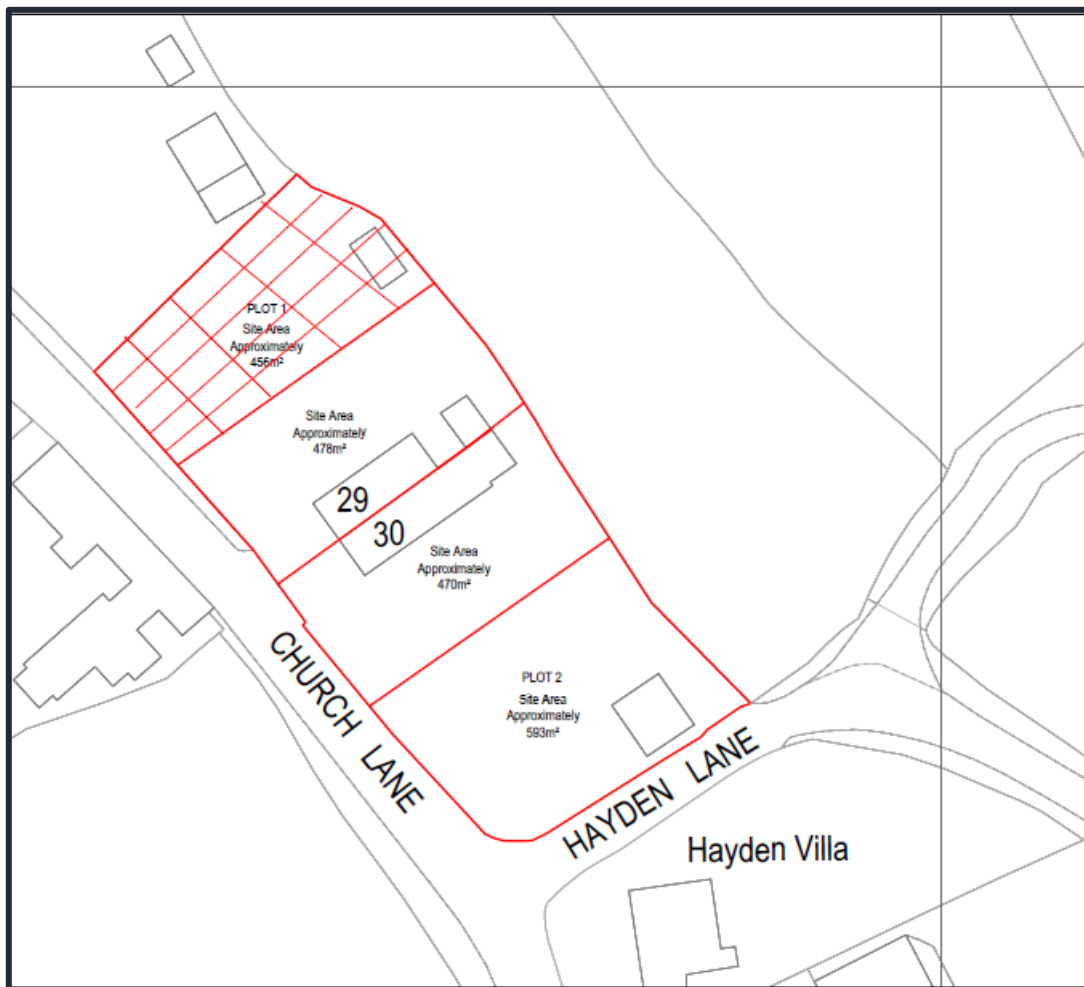 PLOT 1
Site Area
Approximately
456m²
Site Area
Approximately
478m²
29
30
Site Area
Approximately
470m²
PLOT 2
Site Area
Approximately
593m²
CHURCH LANE
HAYDEN LANE
Hayden Villa